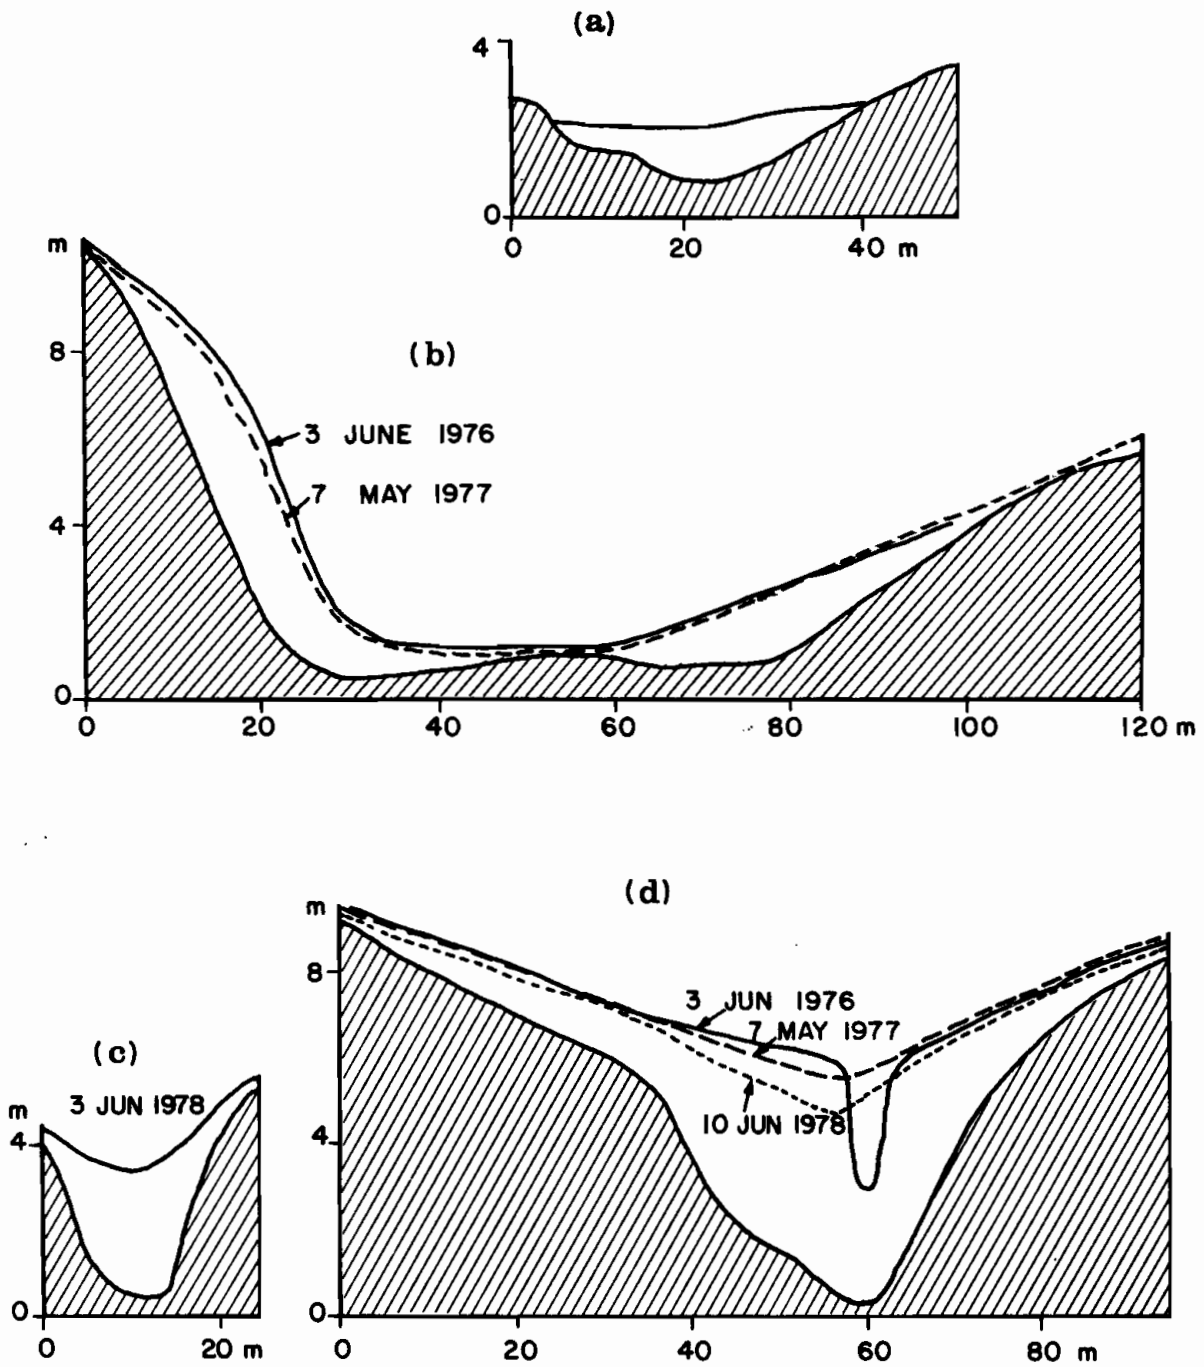 (a)
4
0
0 20 40 m
m
(b)
8
3 JUNE 1976
7 MAY 1977
4
0
0 20 40 60 80 100 120 m
(d)
m
8
3 JUN 1976
7 MAY 1977
10 JUN 1978
4
0
0 20 40 60 80 m
(c)
m
3 JUN 1978
4
0
0 20 m